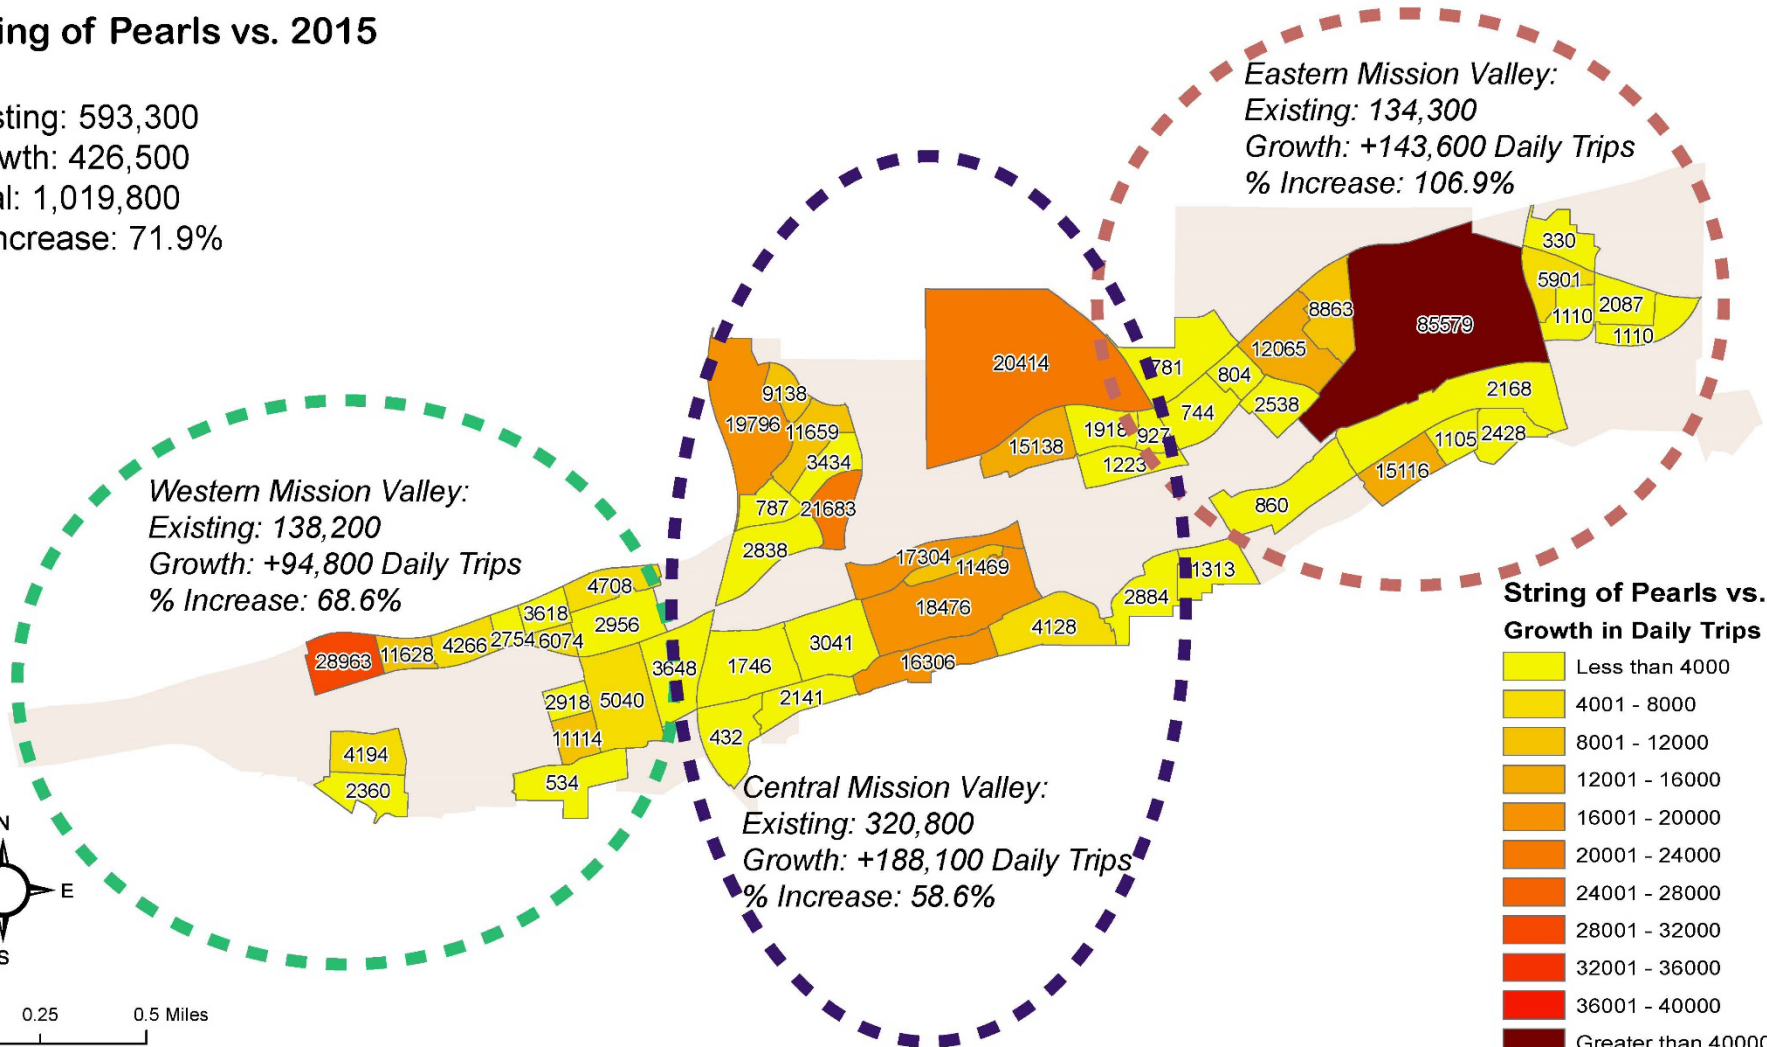 ing of Pearls vs. 2015
sting: 593,300
wth: 426,500
al: 1,019,800
ncrease: 71.9%
Eastern Mission Valley:
Existing: 134,300
Growth: +143,600 Daily Trips
% Increase: 106.9%
330
5901
1110
2087
1110
8863
85579
12065
20414
781
804
2168
9138
744
2538
19796
11659
1918
927
1105
2428
15138
3434
1223
15116
Western Mission Valley:
Existing: 138,200
Growth: +94,800 Daily Trips
% Increase: 68.6%
787
21683
860
2838
17304
11469
1313
4708
2884
18476
3618
2956
4128
2754
6074
4266
3041
11628
28963
3648
1746
16306
2918
5040
2141
432
11114
4194
534
2360
Central Mission Valley:
Existing: 320,800
Growth: +188,100 Daily Trips
% Increase: 58.6%
String of Pearls vs.
Growth in Daily Trips
Less than 4000
4001 - 8000
8001 - 12000
12001 - 16000
16001 - 20000
20001 - 24000
24001 - 28000
28001 - 32000
32001 - 36000
36001 - 40000
Greater than 40000
N
E
S
0.25
0.5 Miles